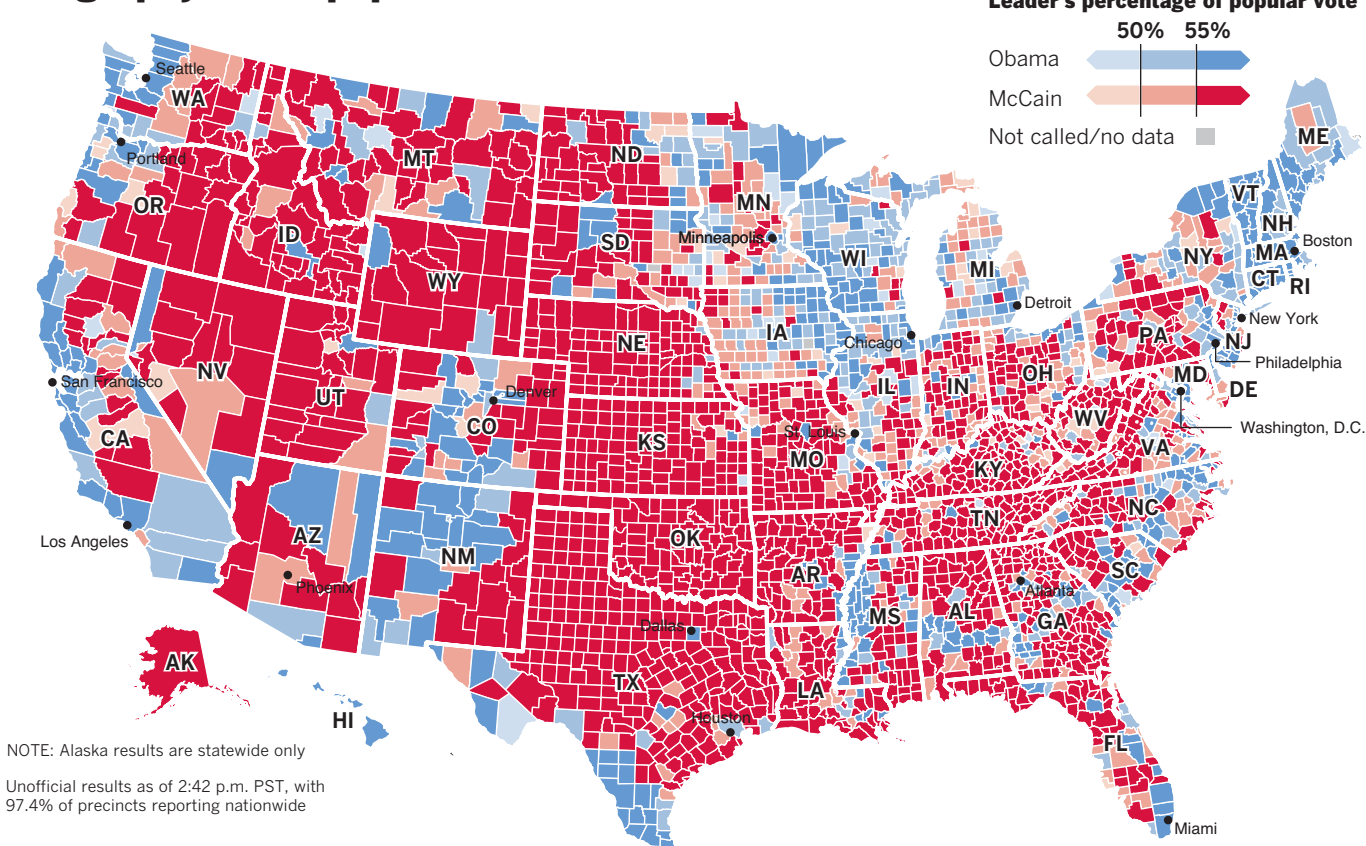 Leader's percentage of popular vote
50% 55%
Obama
McCain
Not called/no data
Seattle
WA
Portland
OR
MT
ID
WY
ND
SD
MN
Minneapolis
WI
MI
Detroit
ME
VT
NH
Boston
MA
NY
CT
RI
New York
NJ
Philadelphia
PA
MD
DE
Washington, D.C.
NE
IA
Chicago
IL
IN
OH
WV
VA
NV
UT
San Francisco
CA
Denver
CO
KS
St. Louis
MO
KY
TN
NC
SC
Los Angeles
AZ
Phoenix
NM
OK
AR
MS
AL
Atlanta
GA
Dallas
TX
Houston
LA
FL
Miami
AK
HI
NOTE: Alaska results are statewide only
Unofficial results as of 2:42 p.m. PST, with
97.4% of precincts reporting nationwide